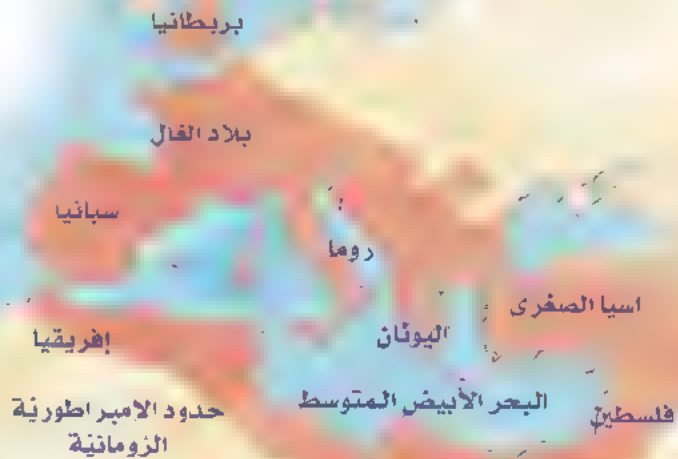 بريطانيا
بلاد الغال
سبانيا
روما
اسيا الصغرى
اليونان
إفريقيا
البحر الأبيض المتوسط
فلسطين
حدود الامبراطورية
الرومانية